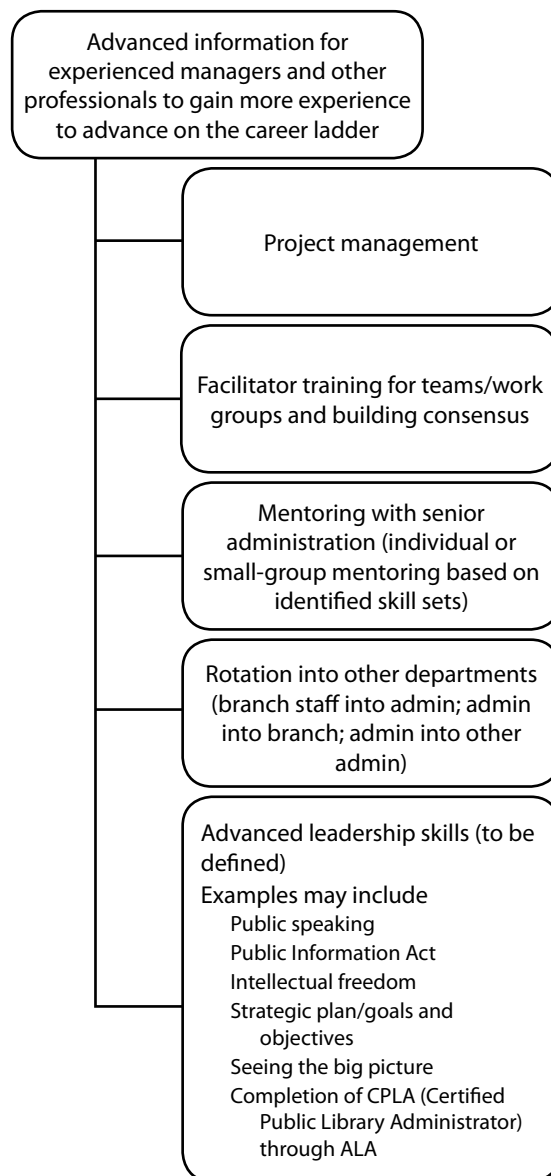 Advanced information for
experienced managers and other
professionals to gain more experience
to advance on the career ladder
Project management
Facilitator training for teams/work
groups and building consensus
Mentoring with senior
administration (individual or
small-group mentoring based on
identified skill sets)
Rotation into other departments
(branch staff into admin; admin
into branch; admin into other
admin)
Advanced leadership skills (to be
defined)
Examples may include
Public speaking
Public Information Act
Intellectual freedom
Strategic plan/goals and
objectives
Seeing the big picture
Completion of CPLA (Certified
Public Library Administrator)
through ALA